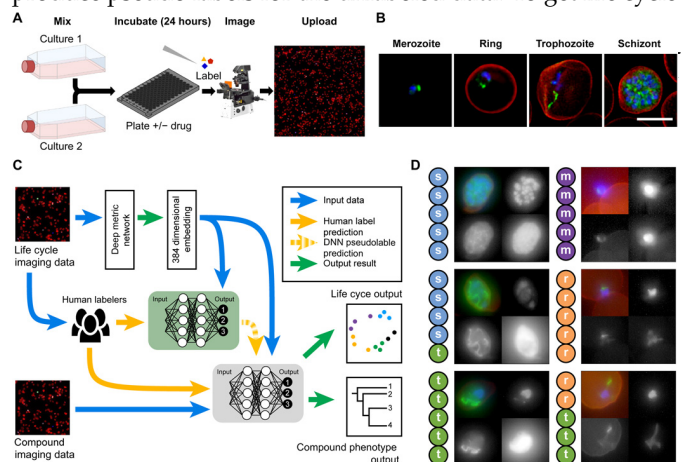 A
Mix
Incubate (24 hours)
Image
Upload
Culture 1
Label
Culture 2
Plate +/− drug
B
Merozoite
Ring
Trophozoite
Schizont
C
Life cycle
imaging data
Deep metric
network
384 dimensional
embedding
Input data
Human label
prediction
DNN pseudolable
prediction
Output result
Human labelers
Input
Output
1
2
3
Life cyce output
Input
Output
1
2
3
1
2
3
4
Compound
imaging data
Compound phenotype
output
D
s
s
s
s
s
m
m
m
m
m
s
s
s
s
t
r
r
r
r
r
t
t
t
t
t
r
r
t
t
t